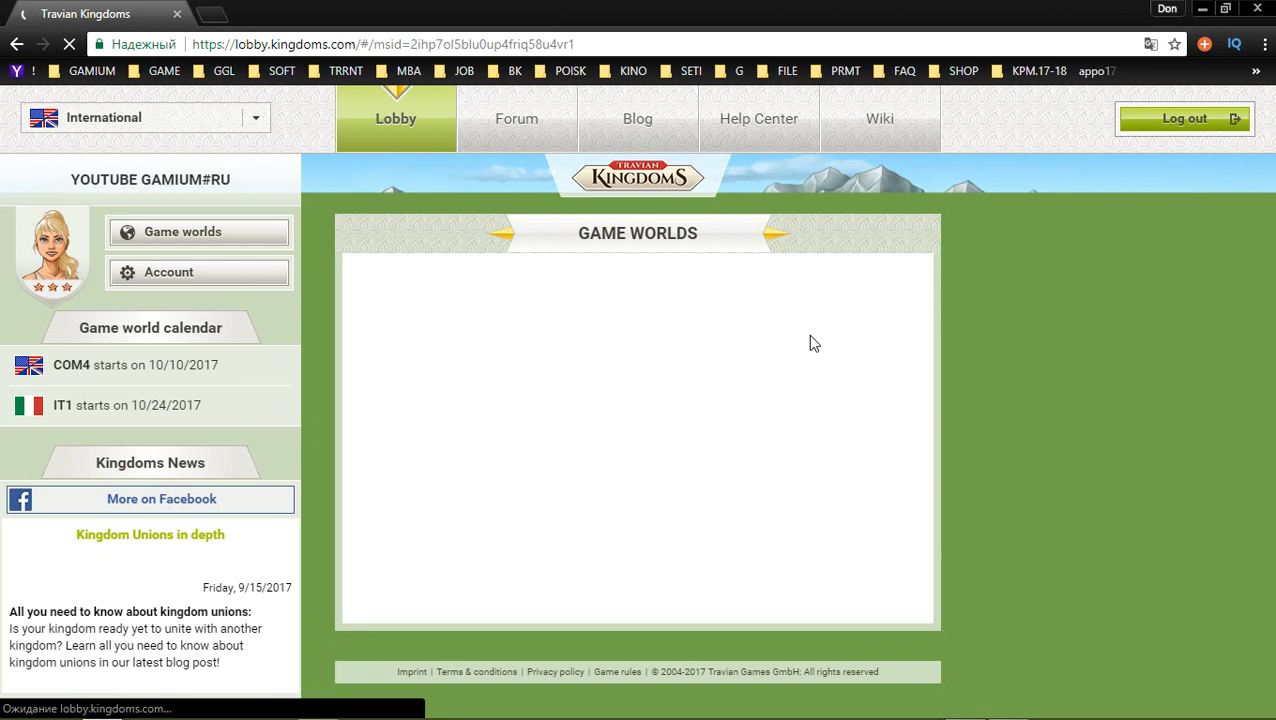 Travian Kingdoms
Don
Надежный
https://lobby.kingdoms.com/#/msid=2ihp7ol5blu0up4friq58u4vr1
IQ
Y !
GAMIUM
GAME
GGL
SOFT
TRRNT
MBA
JOB
BK
POISK
KINO
SETI
G
FILE
PRMT
FAQ
SHOP
KPM.17-18
appo17
»
International
Lobby
Forum
Blog
Help Center
Wiki
Log out
YOUTUBE GAMIUM#RU
TRAVIAN
KINGDOMS
Game worlds
Account
GAME WORLDS
Game world calendar
COM4 starts on 10/10/2017
IT1 starts on 10/24/2017
Kingdoms News
More on Facebook
Kingdom Unions in depth
Friday, 9/15/2017
All you need to know about kingdom unions:
Is your kingdom ready yet to unite with another
kingdom? Learn all you need to know about
kingdom unions in our latest blog post!
Imprint | Terms & conditions | Privacy policy | Game rules | © 2004-2017 Travian Games GmbH: All rights reserved
Ожидание lobby.kingdoms.com...